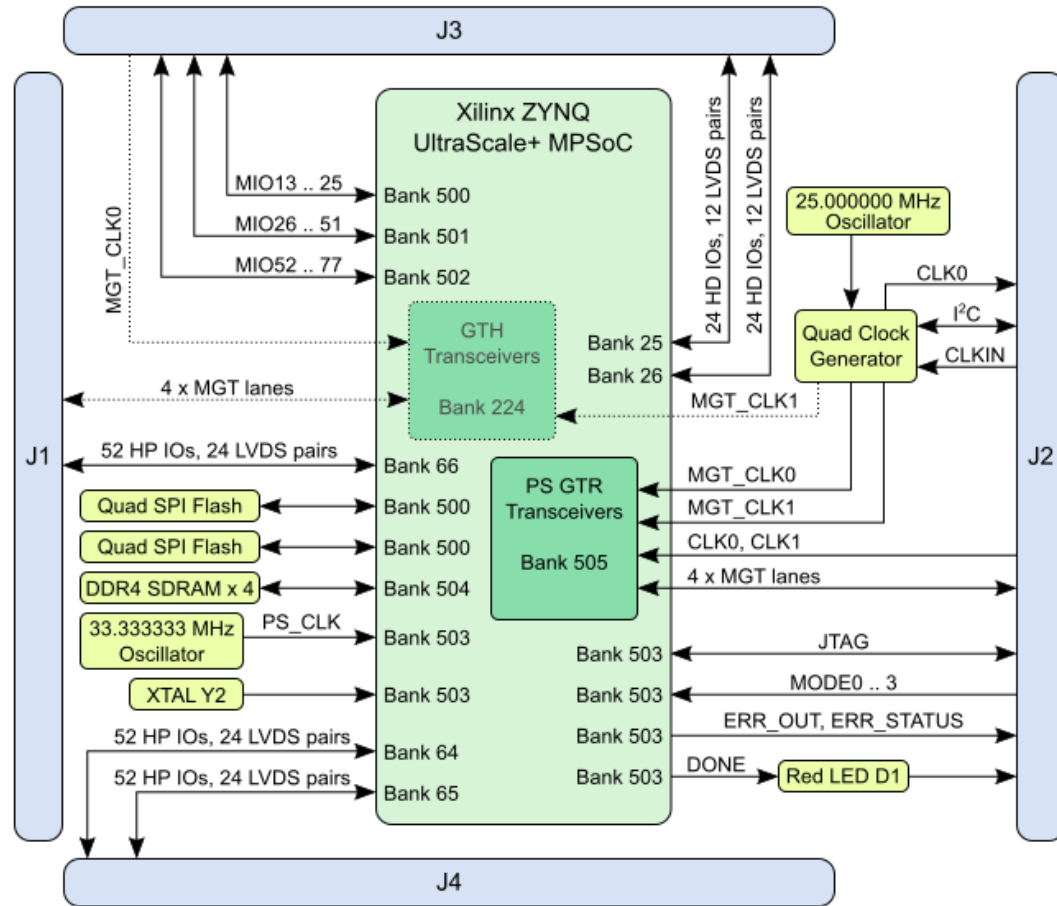 J3
Xilinx ZYNQ
UltraScale+ MPSoC
MGT_CLK0
MIO13 .. 25
Bank 500
MIO26 .. 51
Bank 501
MIO52 .. 77
Bank 502
24 HD IOs, 12 LVDS pairs
24 HD IOs, 12 LVDS pairs
25.000000 MHz
Oscillator
CLK0
I²C
CLKIN
Quad Clock
Generator
GTH
Transceivers
Bank 224
Bank 25
Bank 26
MGT_CLK1
4 x MGT lanes
J1
J2
52 HP IOs, 24 LVDS pairs
Bank 66
Quad SPI Flash
Bank 500
Quad SPI Flash
Bank 500
DDR4 SDRAM x 4
Bank 504
33.333333 MHz
Oscillator
PS_CLK
Bank 503
XTAL Y2
Bank 503
PS GTR
Transceivers
Bank 505
MGT_CLK0
MGT_CLK1
CLK0, CLK1
4 x MGT lanes
Bank 503
JTAG
Bank 503
MODE0 .. 3
Bank 503
ERR_OUT, ERR_STATUS
Bank 503
DONE
Red LED D1
52 HP IOs, 24 LVDS pairs
Bank 64
52 HP IOs, 24 LVDS pairs
Bank 65
J4